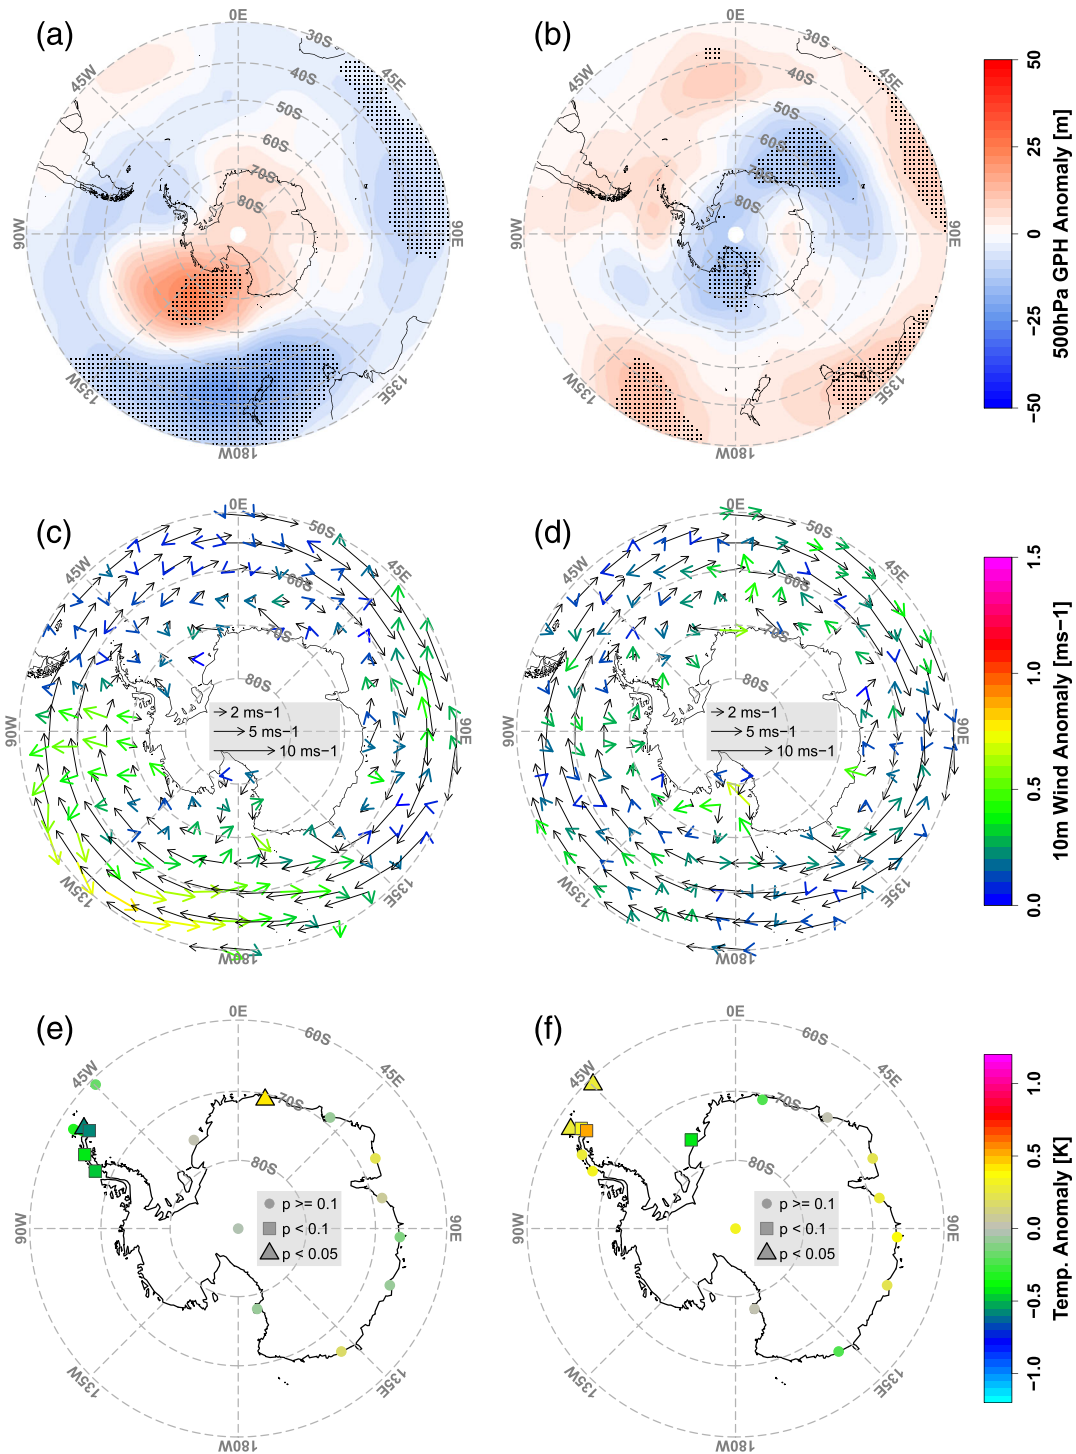 (a)
0E
30S
40S
50S
60S
70S
80S
45W
45E
90W
90E
135W
135E
180W
(b)
0E
30S
40S
50S
60S
70S
80S
45W
45E
90W
90E
135W
135E
180W
50
25
0
−25
−50
500hPa GPH Anomaly [m]
(c)
0E
50S
60S
70S
80S
45W
45E
90W
90E
135W
135E
180W
2 ms−1
5 ms−1
10 ms−1
(d)
0E
50S
60S
70S
80S
45W
45E
90W
90E
135W
135E
180W
2 ms−1
5 ms−1
10 ms−1
1.5
1.0
0.5
0.0
10m Wind Anomaly [ms−1]
(e)
0E
60S
70S
80S
45W
45E
90W
90E
135W
135E
180W
p >= 0.1
p < 0.1
p < 0.05
(f)
0E
60S
70S
80S
45W
45E
90W
90E
135W
135E
180W
p >= 0.1
p < 0.1
p < 0.05
1.0
0.5
0.0
−0.5
−1.0
Temp. Anomaly [K]